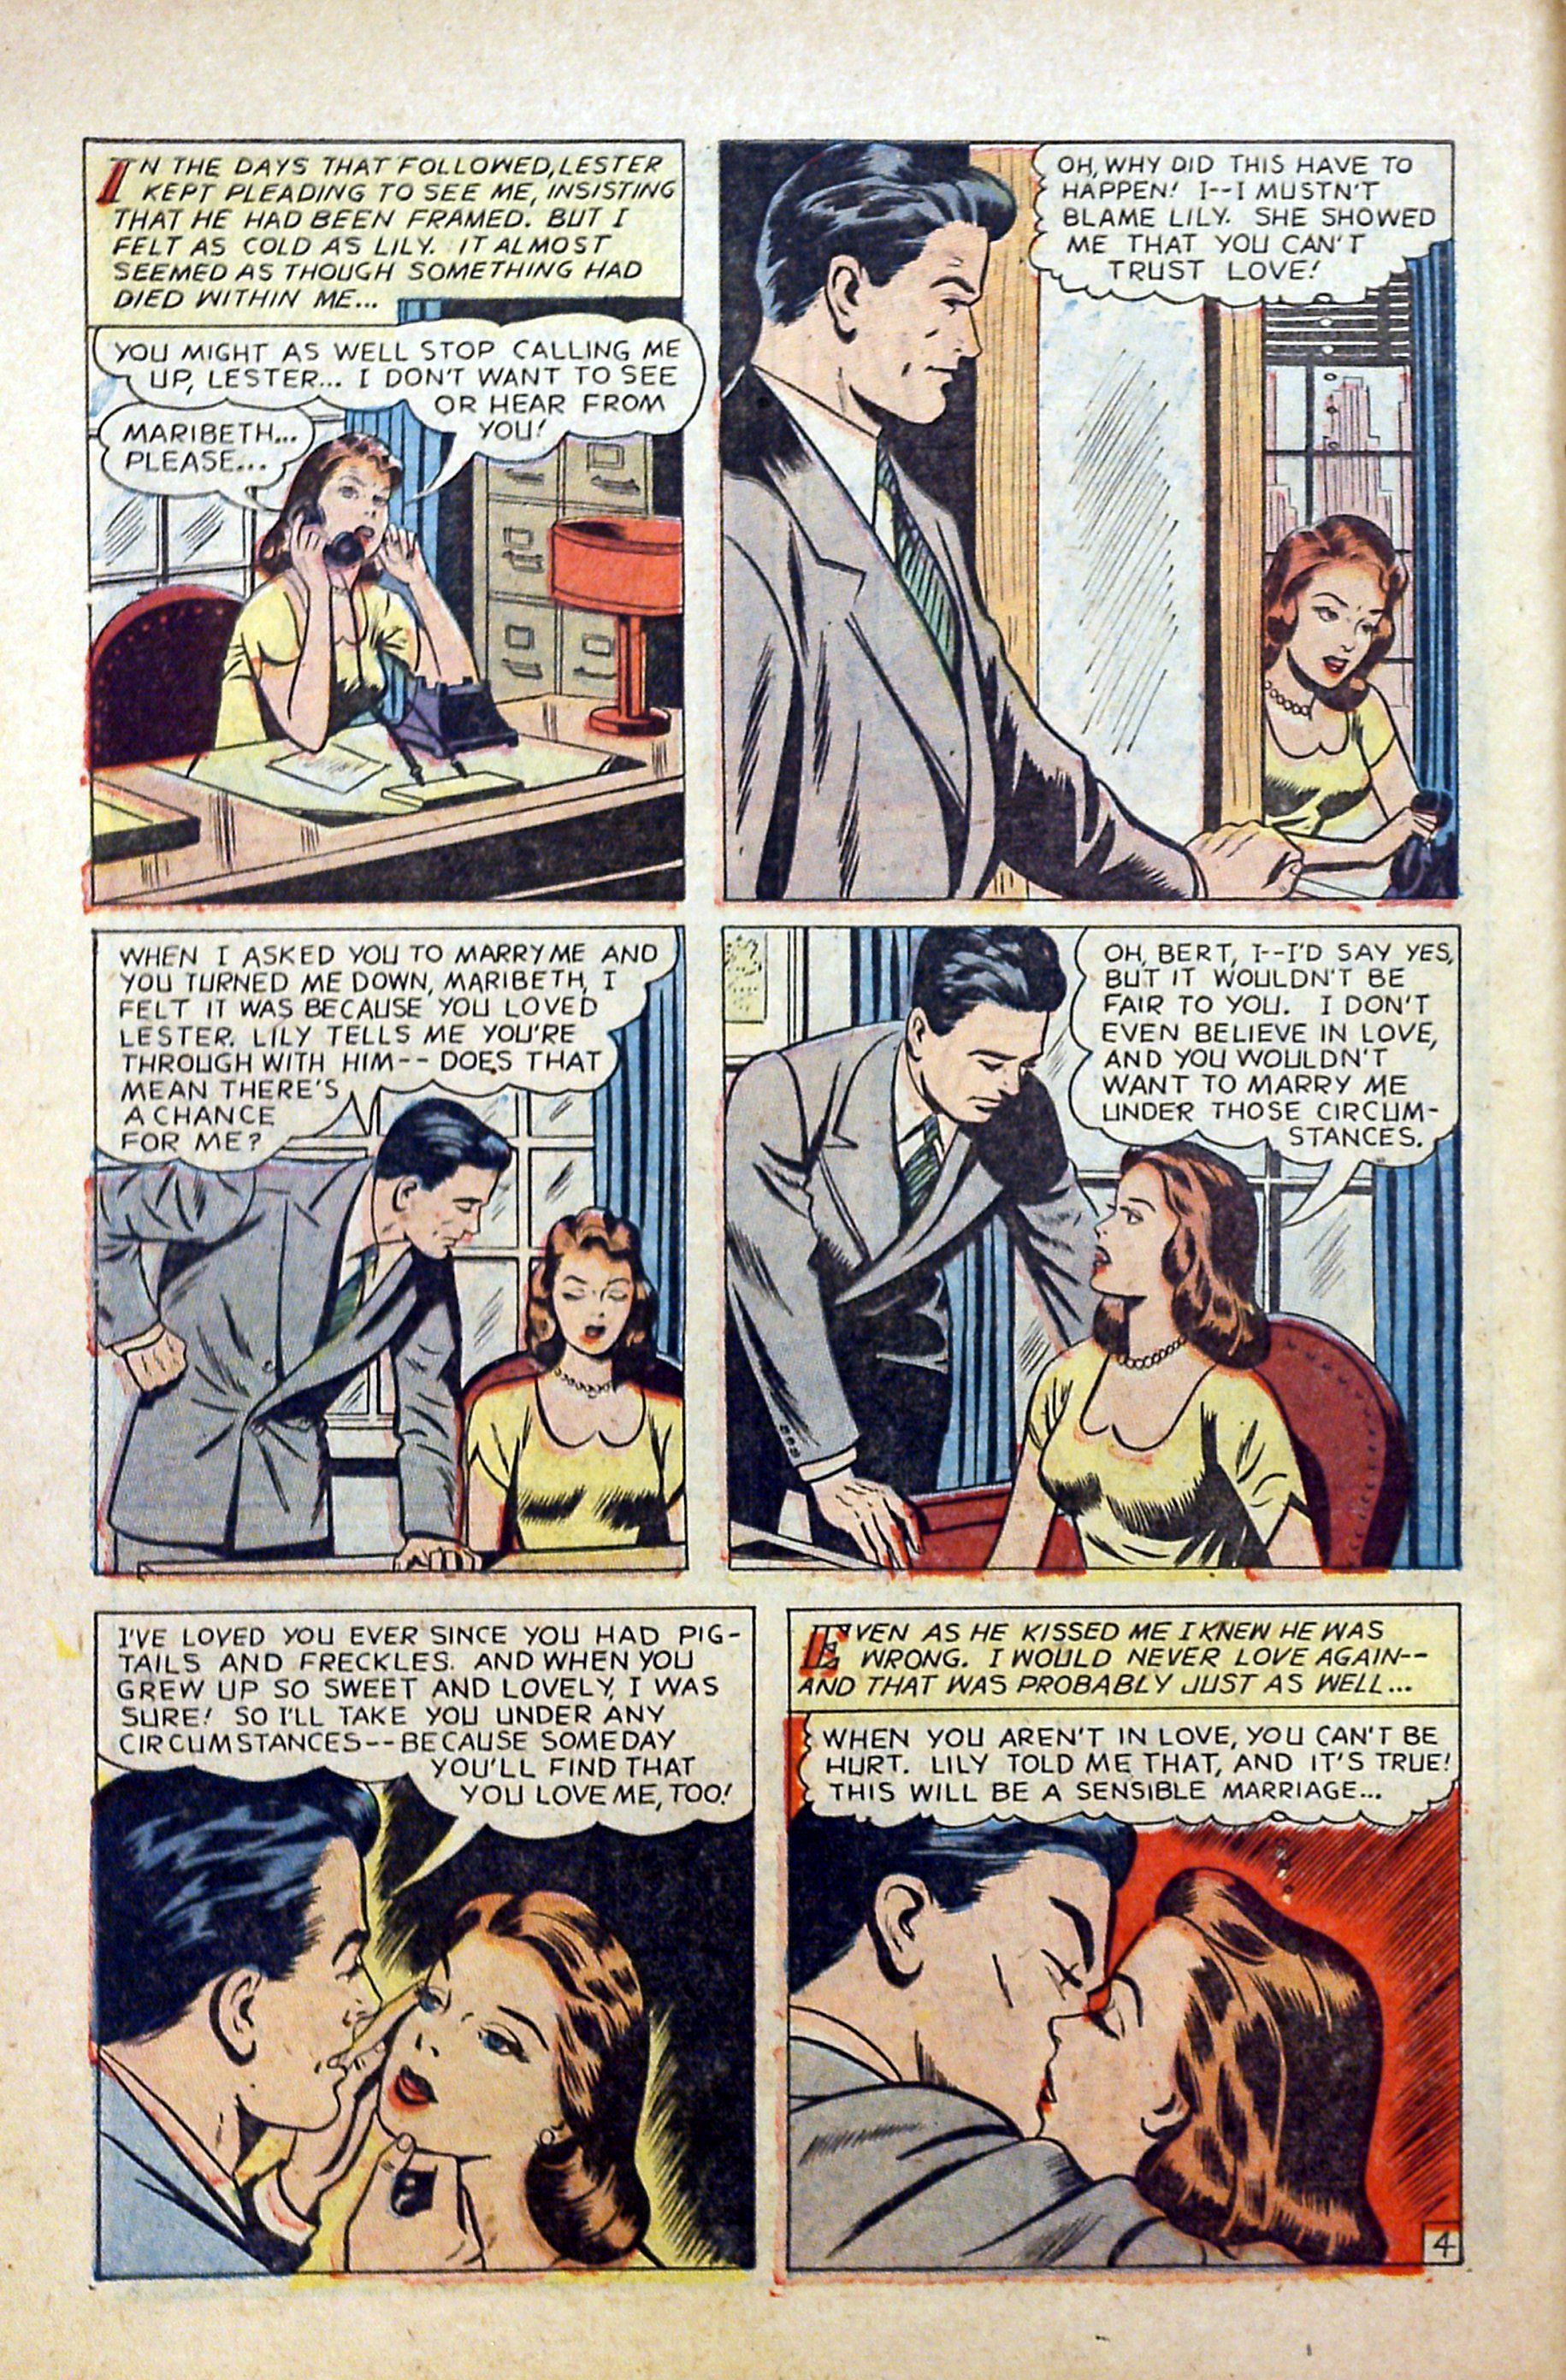 IN THE DAYS THAT FOLLOWED, LESTER
KEPT PLEADING TO SEE ME, INSISTING
THAT HE HAD BEEN FRAMED. BUT I
FELT AS COLD AS LILY. IT ALMOST
SEEMED AS THOUGH SOMETHING HAD
DIED WITHIN ME...
YOU MIGHT AS WELL STOP CALLING ME
UP, LESTER... I DON'T WANT TO SEE
OR HEAR FROM
YOU!
MARIBETH...
PLEASE...
OH, WHY DID THIS HAVE TO
HAPPEN! I--I MUSTN'T
BLAME LILY. SHE SHOWED
ME THAT YOU CAN'T
TRUST LOVE!
WHEN I ASKED YOU TO MARRY ME AND
YOU TURNED ME DOWN, MARIBETH, I
FELT IT WAS BECAUSE YOU LOVED
LESTER. LILY TELLS ME YOU'RE
THROUGH WITH HIM-- DOES THAT
MEAN THERE'S
A CHANCE
FOR ME?
OH, BERT, I--I'D SAY YES,
BUT IT WOULDN'T BE
FAIR TO YOU. I DON'T
EVEN BELIEVE IN LOVE,
AND YOU WOULDN'T
WANT TO MARRY ME
UNDER THOSE CIRCUM-
STANCES.
I'VE LOVED YOU EVER SINCE YOU HAD PIG-
TAILS AND FRECKLES. AND WHEN YOU
GREW UP SO SWEET AND LOVELY, I WAS
SURE! SO I'LL TAKE YOU UNDER ANY
CIRCUMSTANCES--BECAUSE SOMEDAY
YOU'LL FIND THAT
YOU LOVE ME, TOO!
EVEN AS HE KISSED ME I KNEW HE WAS
WRONG. I WOULD NEVER LOVE AGAIN--
AND THAT WAS PROBABLY JUST AS WELL...
WHEN YOU AREN'T IN LOVE, YOU CAN'T BE
HURT. LILY TOLD ME THAT, AND IT'S TRUE!
THIS WILL BE A SENSIBLE MARRIAGE...
4